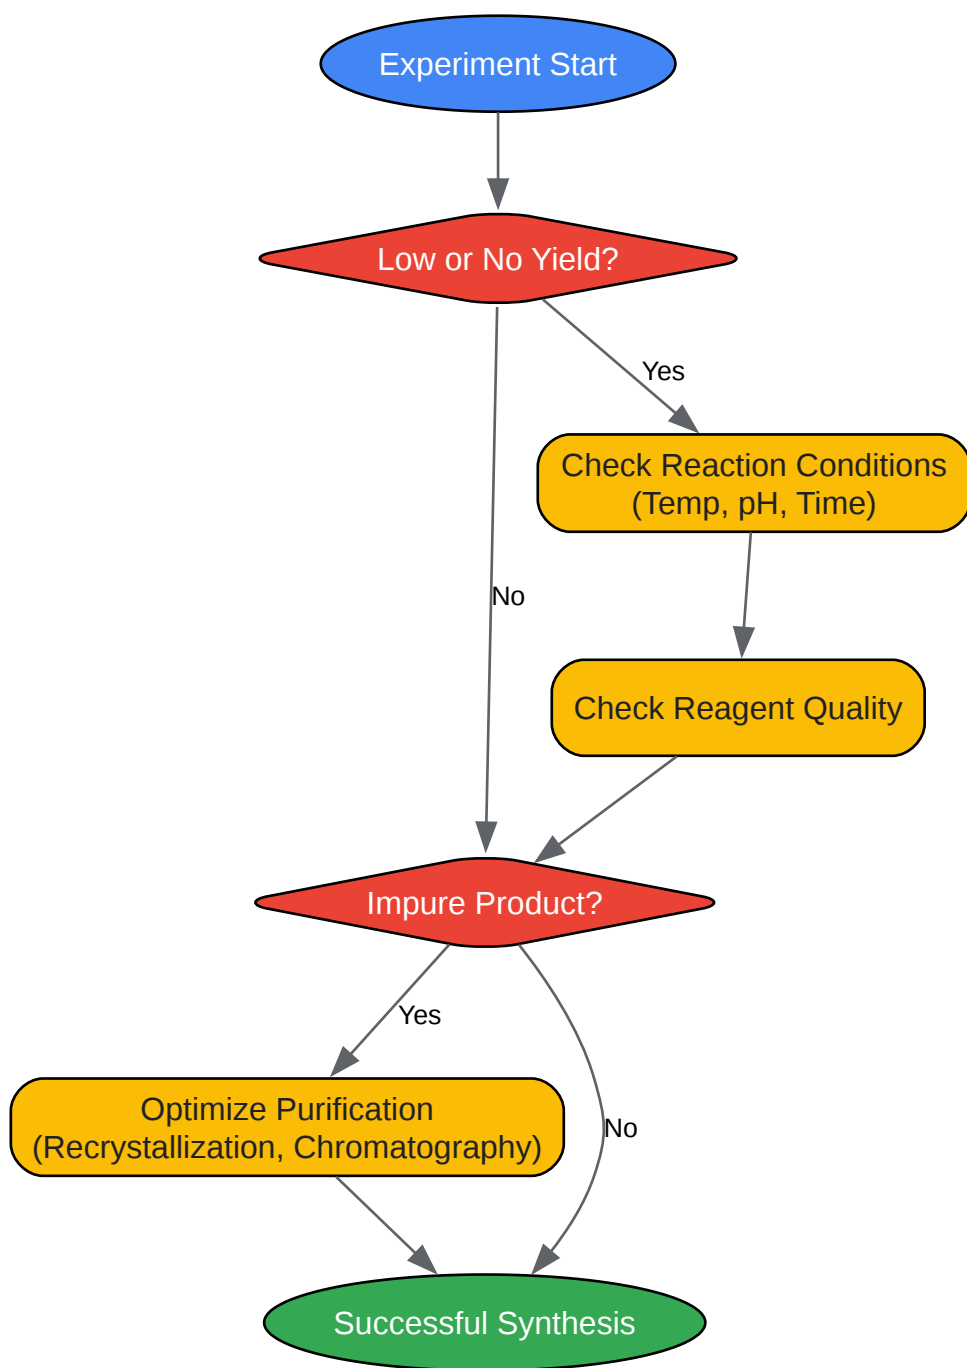 Experiment Start
Low or No Yield?
Yes
Check Reaction Conditions
(Temp, pH, Time)
No
Check Reagent Quality
Impure Product?
Yes
Optimize Purification
(Recrystallization, Chromatography)
No
Successful Synthesis